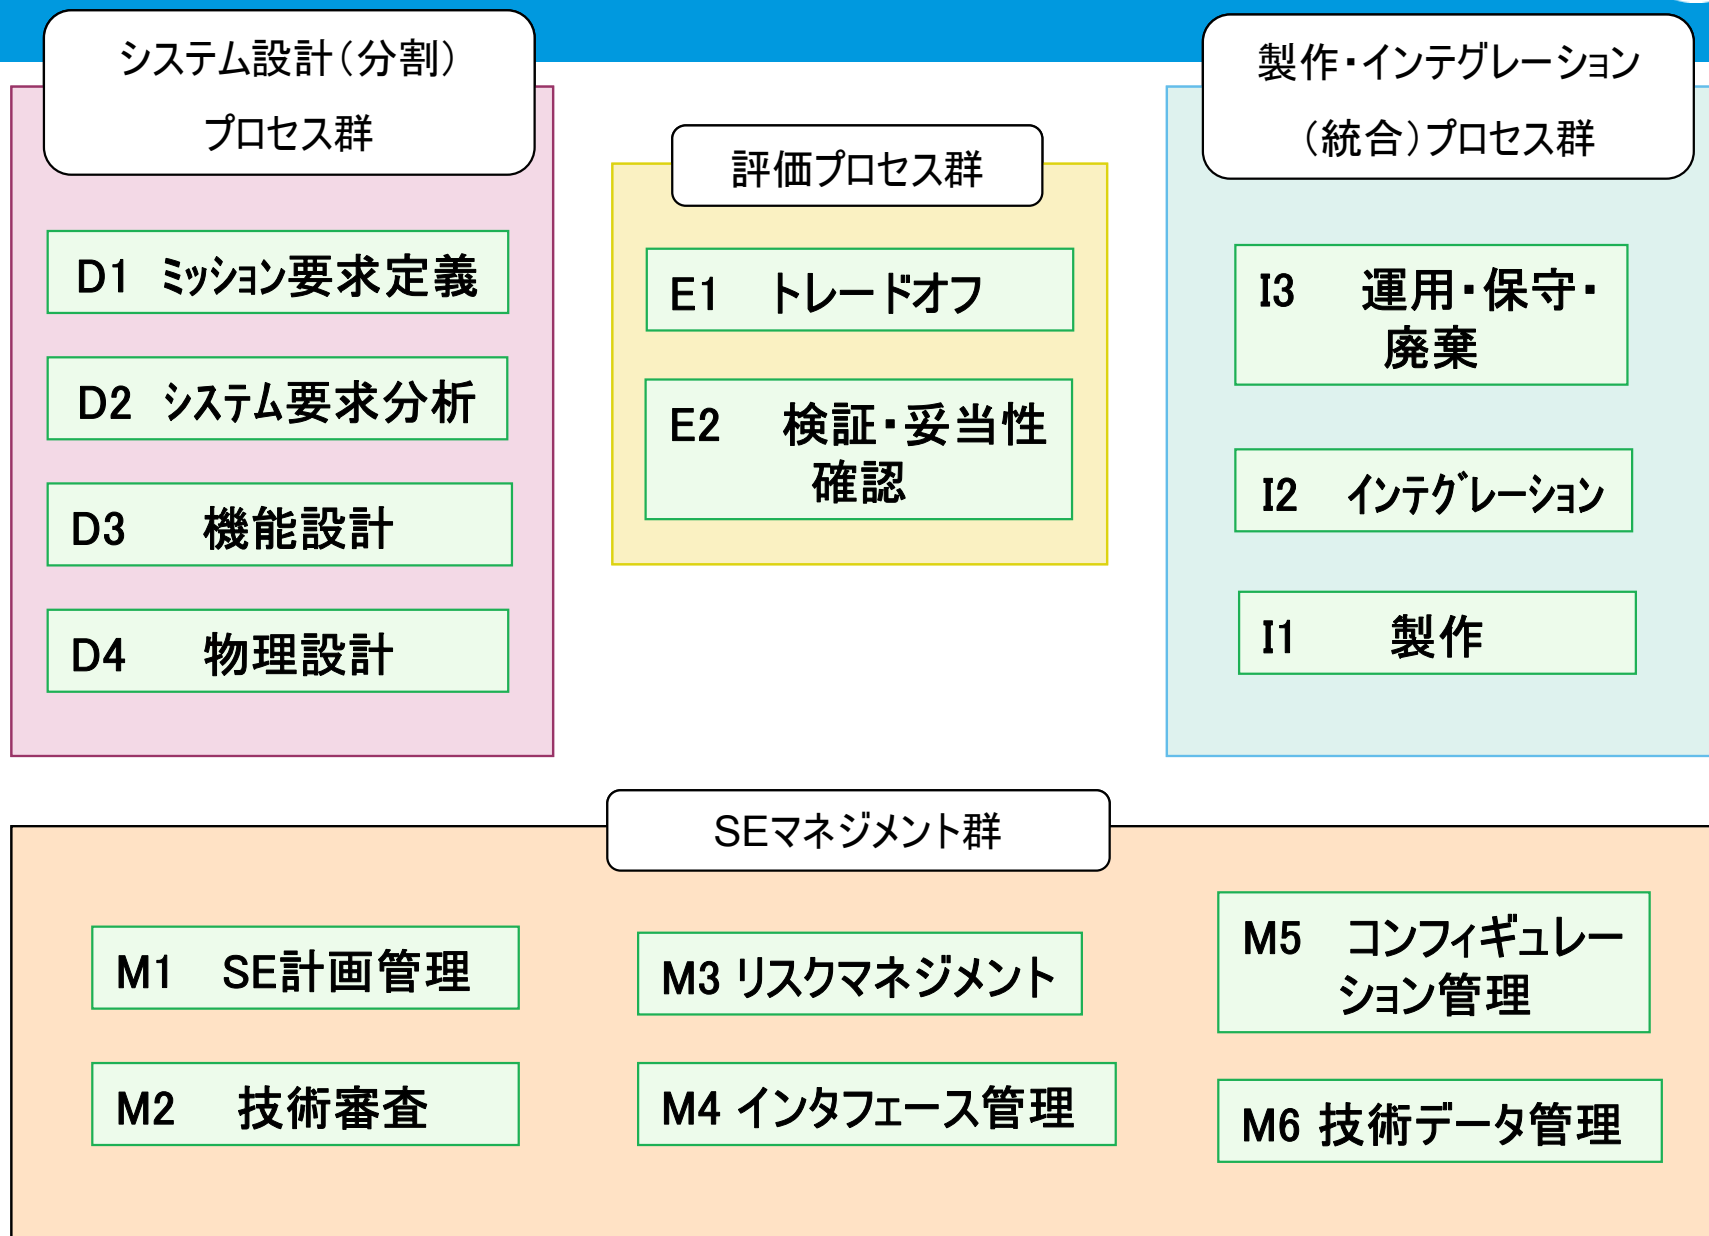 システム設計（分割）
プロセス群
D1 ミッション要求定義
D2 システム要求分析
D3 機能設計
D4 物理設計
評価プロセス群
E1 トレードオフ
E2 検証・妥当性
確認
製作・インテグレーション
（統合）プロセス群
I3 運用・保守・
廃棄
I2 インテグレーション
I1 製作
SEマネジメント群
M1 SE計画管理
M2 技術審査
M3 リスクマネジメント
M4 インタフェース管理
M5 コンフィギュレー
ション管理
M6 技術データ管理